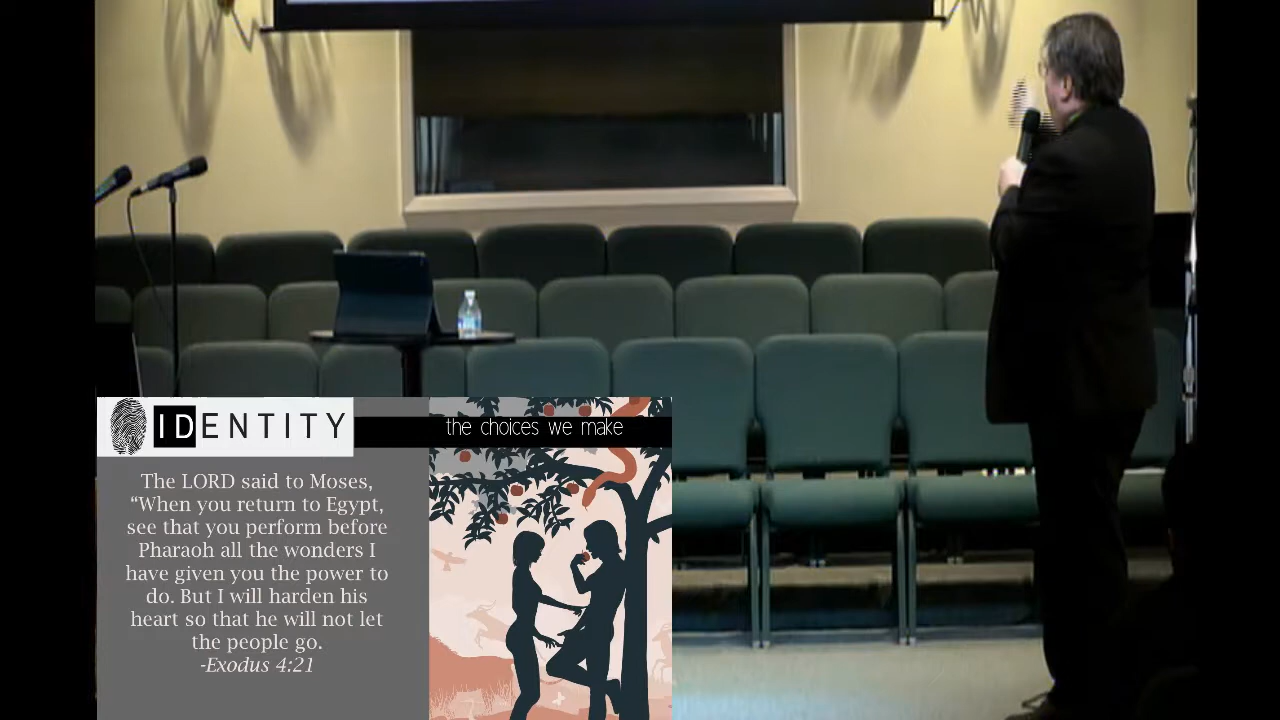 IDENTITY
the choices we make
The LORD said to Moses,
“When you return to Egypt,
see that you perform before
Pharaoh all the wonders I
have given you the power to
do. But I will harden his
heart so that he will not let
the people go.
-Exodus 4:21